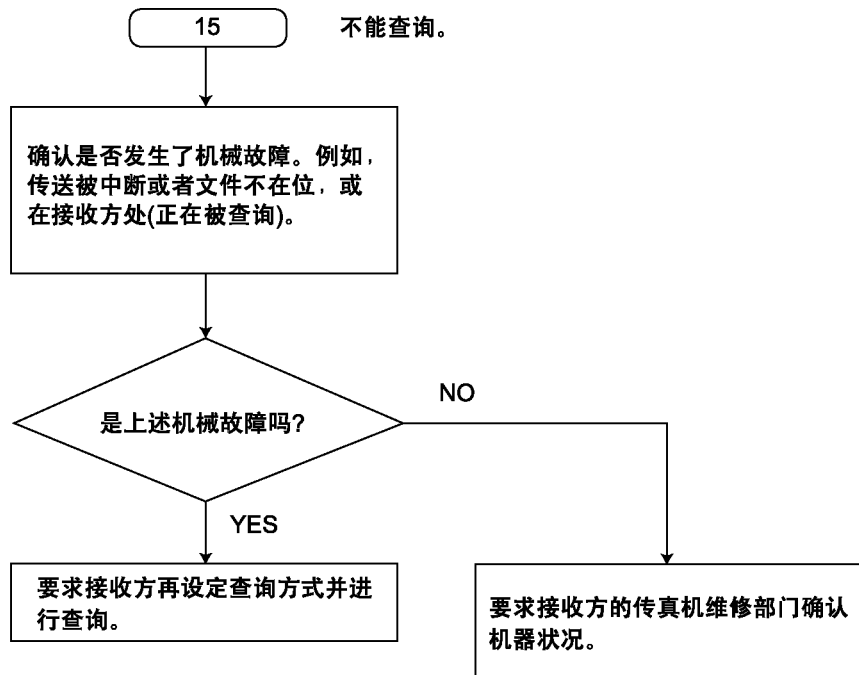 15
不能查询。
确认是否发生了机械故障。例如，
传送被中断或者文件不在位，或
在接收方处(正在被查询)。
是上述机械故障吗?
NO
YES
要求接收方再设定查询方式并进
行查询。
要求接收方的传真机维修部门确认
机器状况。